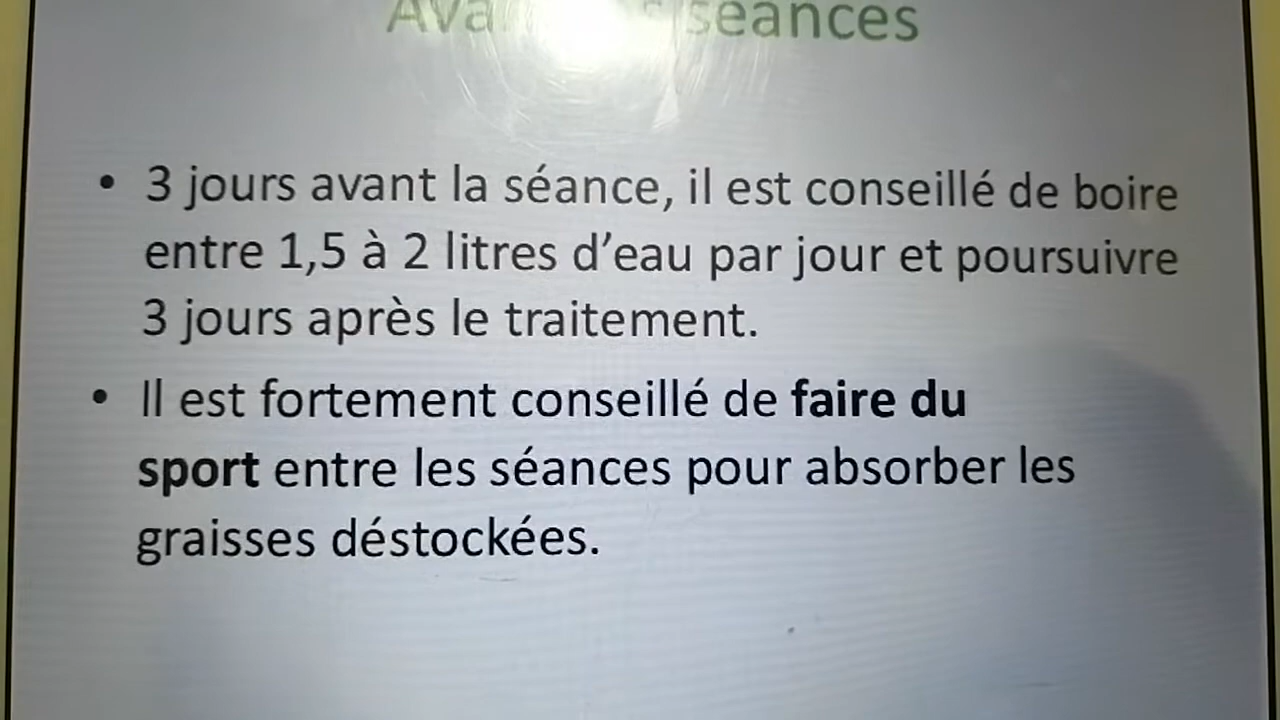 séances
• 3 jours avant la séance, il est conseillé de boire
entre 1,5 à 2 litres d’eau par jour et poursuivre
3 jours après le traitement.
• Il est fortement conseillé de faire du
sport entre les séances pour absorber les
graisses déstockées.